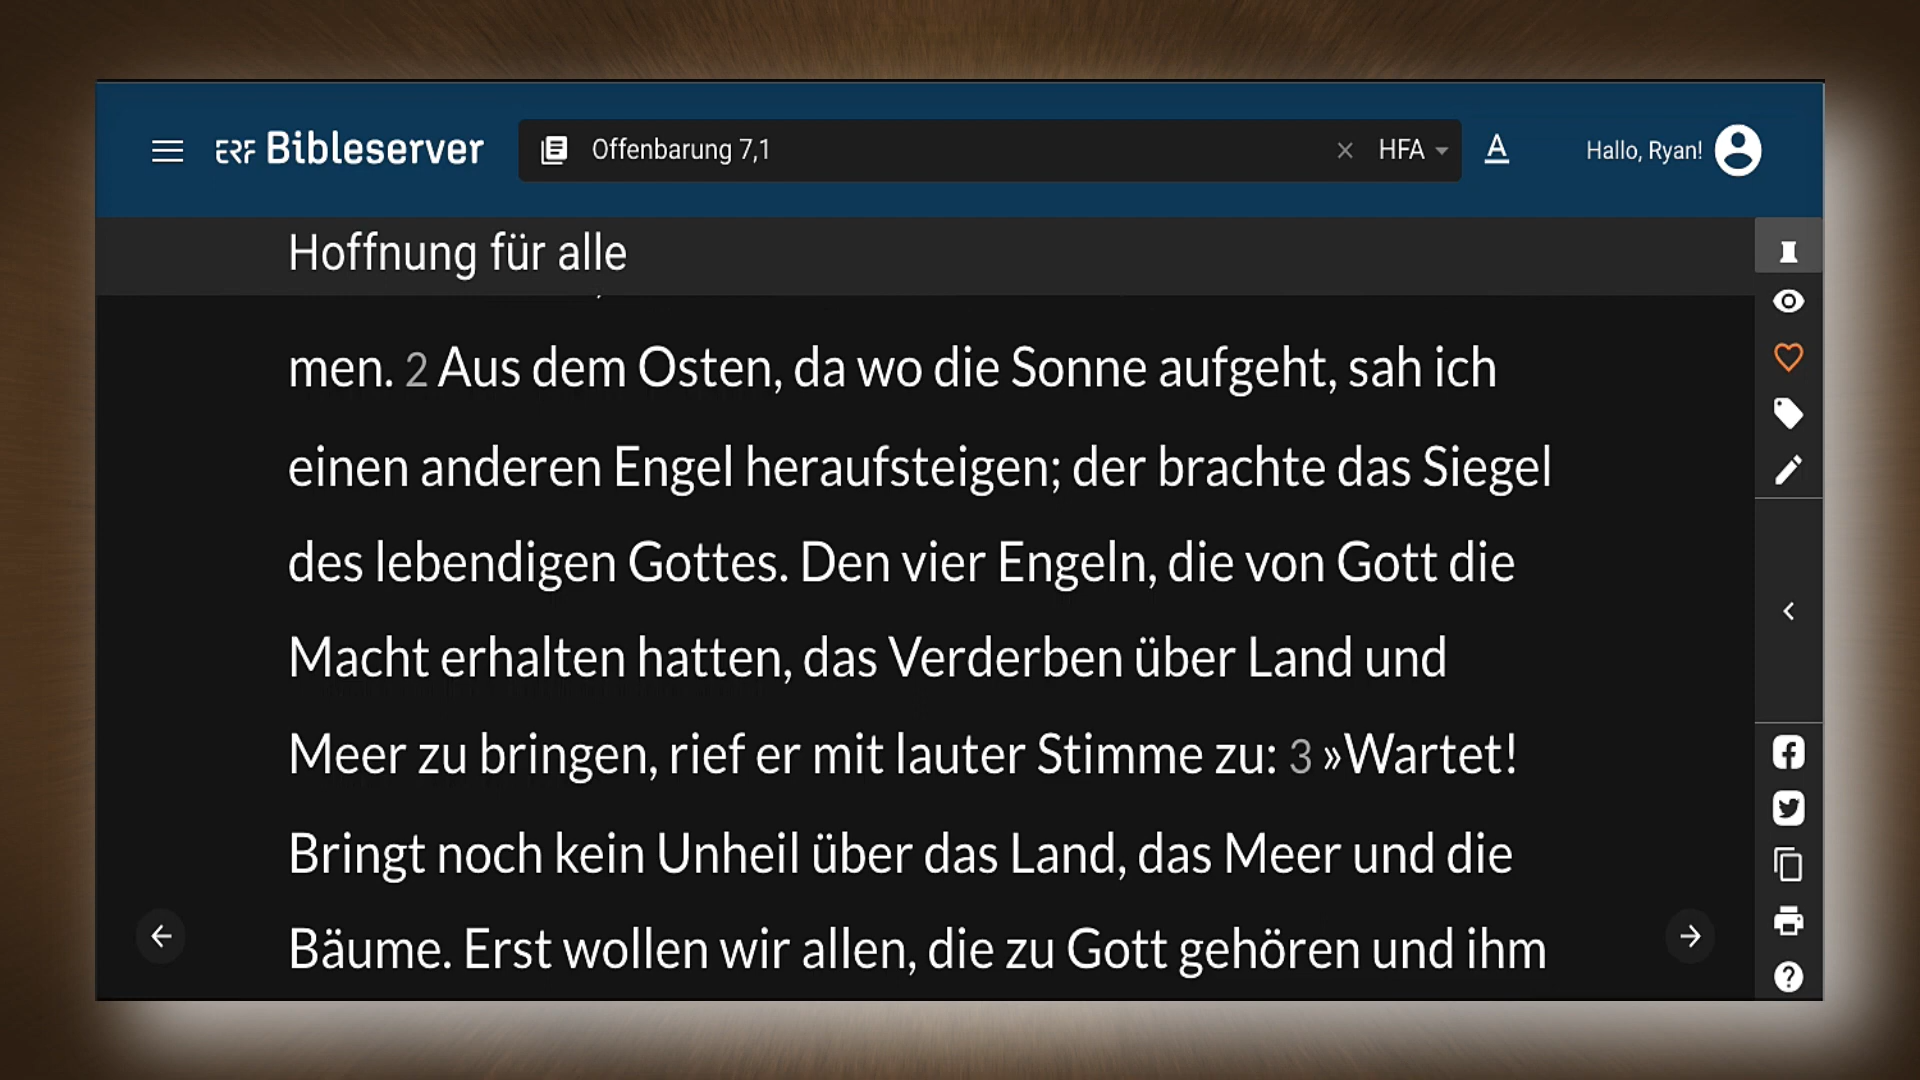 ERF Bibleserver
Offenbarung 7,1
HFA
A
Hallo, Ryan!
Hoffnung für alle
men. 2 Aus dem Osten, da wo die Sonne aufgeht, sah ich
einen anderen Engel heraufsteigen; der brachte das Siegel
des lebendigen Gottes. Den vier Engeln, die von Gott die
Macht erhalten hatten, das Verderben über Land und
Meer zu bringen, rief er mit lauter Stimme zu: 3 »Wartet!
Bringt noch kein Unheil über das Land, das Meer und die
Bäume. Erst wollen wir allen, die zu Gott gehören und ihm